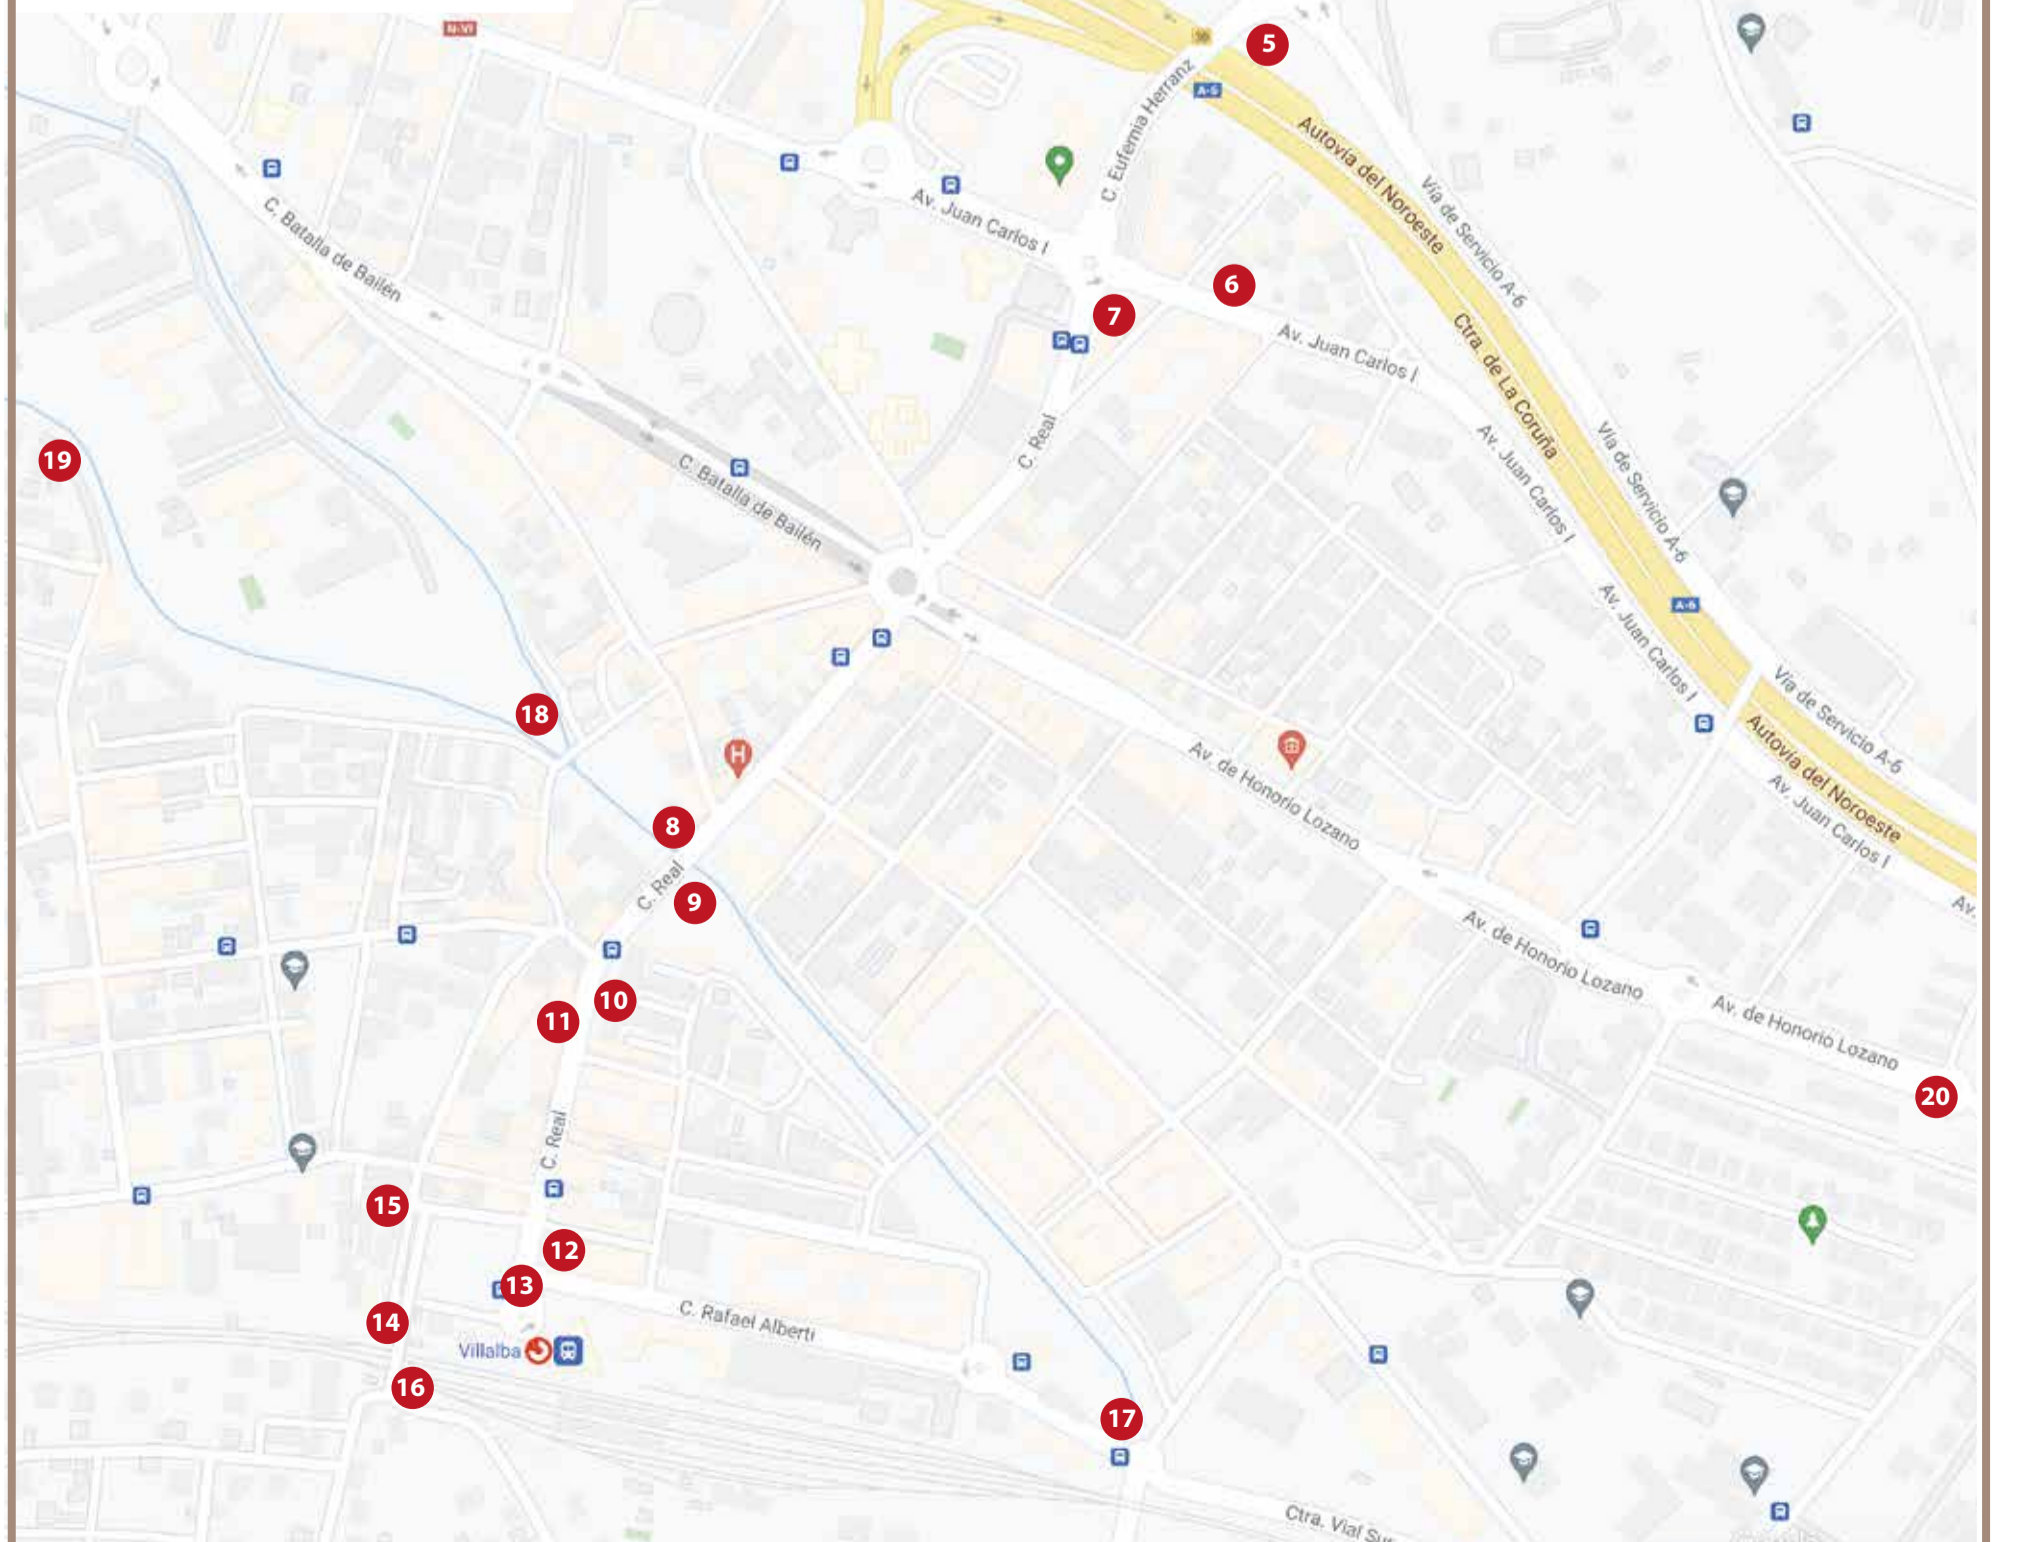 N-VI
5
A-6
C. Eufemia Herranz
Autovía del Noroeste
Vía de Servicio A-6
Av. Juan Carlos I
C. Batalla de Bailén
6
7
Av. Juan Carlos I
Ctra. de La Coruña
C. Real
Av. Juan Carlos I
Vía de Servicio A-6
19
C. Batalla de Bailén
A-6
Av. Juan Carlos I
Vía de Servicio A-6
18
H
Autovía del Noroeste
Av. de Honorio Lozano
Av. Juan Carlos I
8
C. Real
9
Av.
Av. de Honorio Lozano
10
11
Av. de Honorio Lozano
20
C. Real
15
12
13
14
C. Rafael Alberti
Villalba
16
17
Ctra. Vial Sur